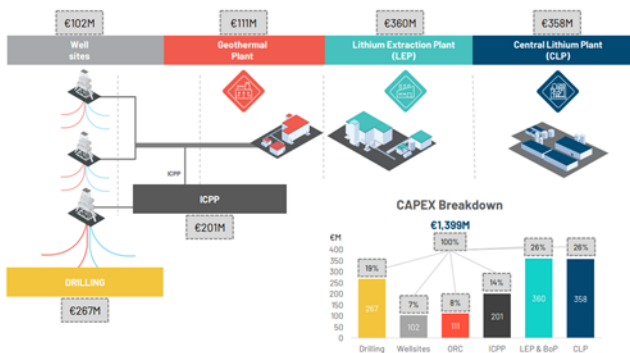 €102M
€111M
€360M
€358M
Well
sites
Geothermal
Plant
Lithium Extraction Plant
(LEP)
Central Lithium Plant
(CLP)
ICPP
ICPP
€201M
DRILLING
€267M
CAPEX Breakdown
€1,399M
€M
400
350
300
250
200
150
100
50
0
19%
7%
100%
8%
14%
26%
26%
267
102
111
201
360
358
Drilling
Wellsites
ORC
ICPP
LEP & BoP
CLP